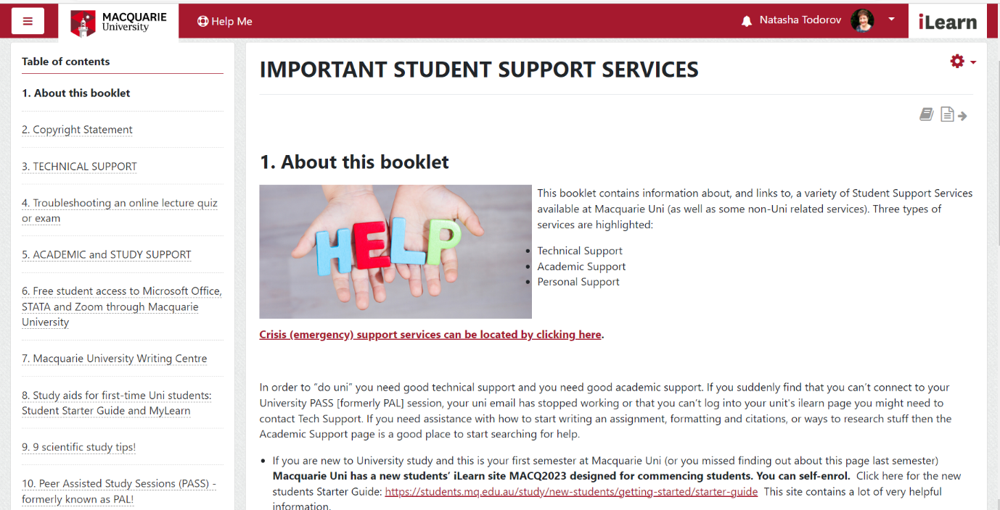 MACQUARIE
University
Help Me
Natasha Todorov
iLearn
Table of contents
1. About this booklet
2. Copyright Statement
3. TECHNICAL SUPPORT
4. Troubleshooting an online lecture quiz
or exam
5. ACADEMIC and STUDY SUPPORT
6. Free student access to Microsoft Office,
STATA and Zoom through Macquarie
University
7. Macquarie University Writing Centre
8. Study aids for first-time Uni students:
Student Starter Guide and MyLearn
9. 9 scientific study tips!
10. Peer Assisted Study Sessions (PASS) -
formerly known as PAL!
IMPORTANT STUDENT SUPPORT SERVICES
1. About this booklet
HELP
This booklet contains information about, and links to, a variety of Student Support Services
available at Macquarie Uni (as well as some non-Uni related services). Three types of
services are highlighted:
• Technical Support
• Academic Support
• Personal Support
Crisis (emergency) support services can be located by clicking here.
In order to “do uni” you need good technical support and you need good academic support. If you suddenly find that you can’t connect to your
University PASS [formerly PAL] session, your uni email has stopped working or that you can’t log into your unit's ilearn page you might need to
contact Tech Support. If you need assistance with how to start writing an assignment, formatting and citations, or ways to research stuff then the
Academic Support page is a good place to start searching for help.
• If you are new to University study and this is your first semester at Macquarie Uni (or you missed finding out about this page last semester)
Macquarie Uni has a new students’ iLearn site MACQ2023 designed for commencing students. You can self-enrol. Click here for the new
students Starter Guide: https://students.mq.edu.au/study/new-students/getting-started/starter-guide This site contains a lot of very helpful
information.